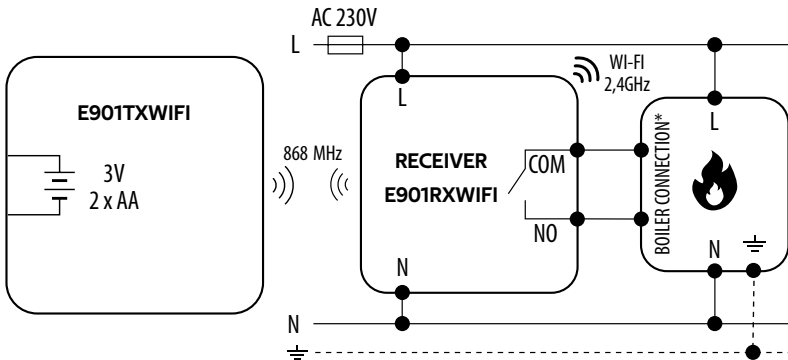 AC 230V
L
WI-FI
2,4GHz
E901TXWIFI
3V
2 x AA
868 MHz
L
RECEIVER
E901RXWIFI
COM
NO
N
BOILER CONNECTION*
L
N
N